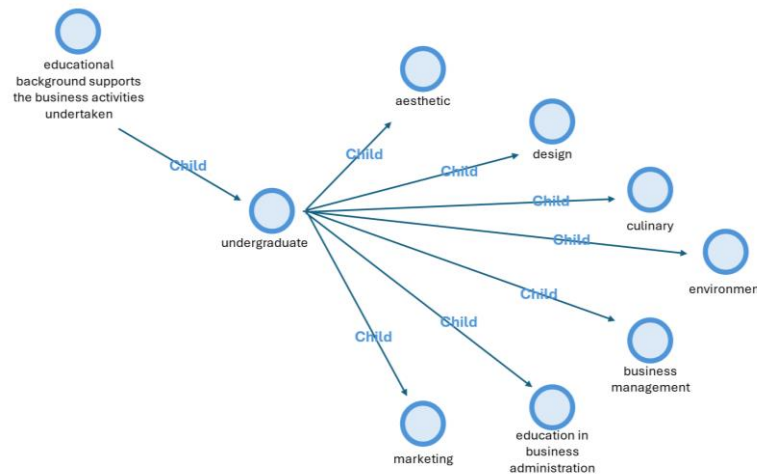 educational
background supports
the business activities
undertaken
Child
undergraduate
Child
aesthetic
Child
design
Child
culinary
Child
environment
Child
business
management
Child
education in
business
administration
Child
marketing